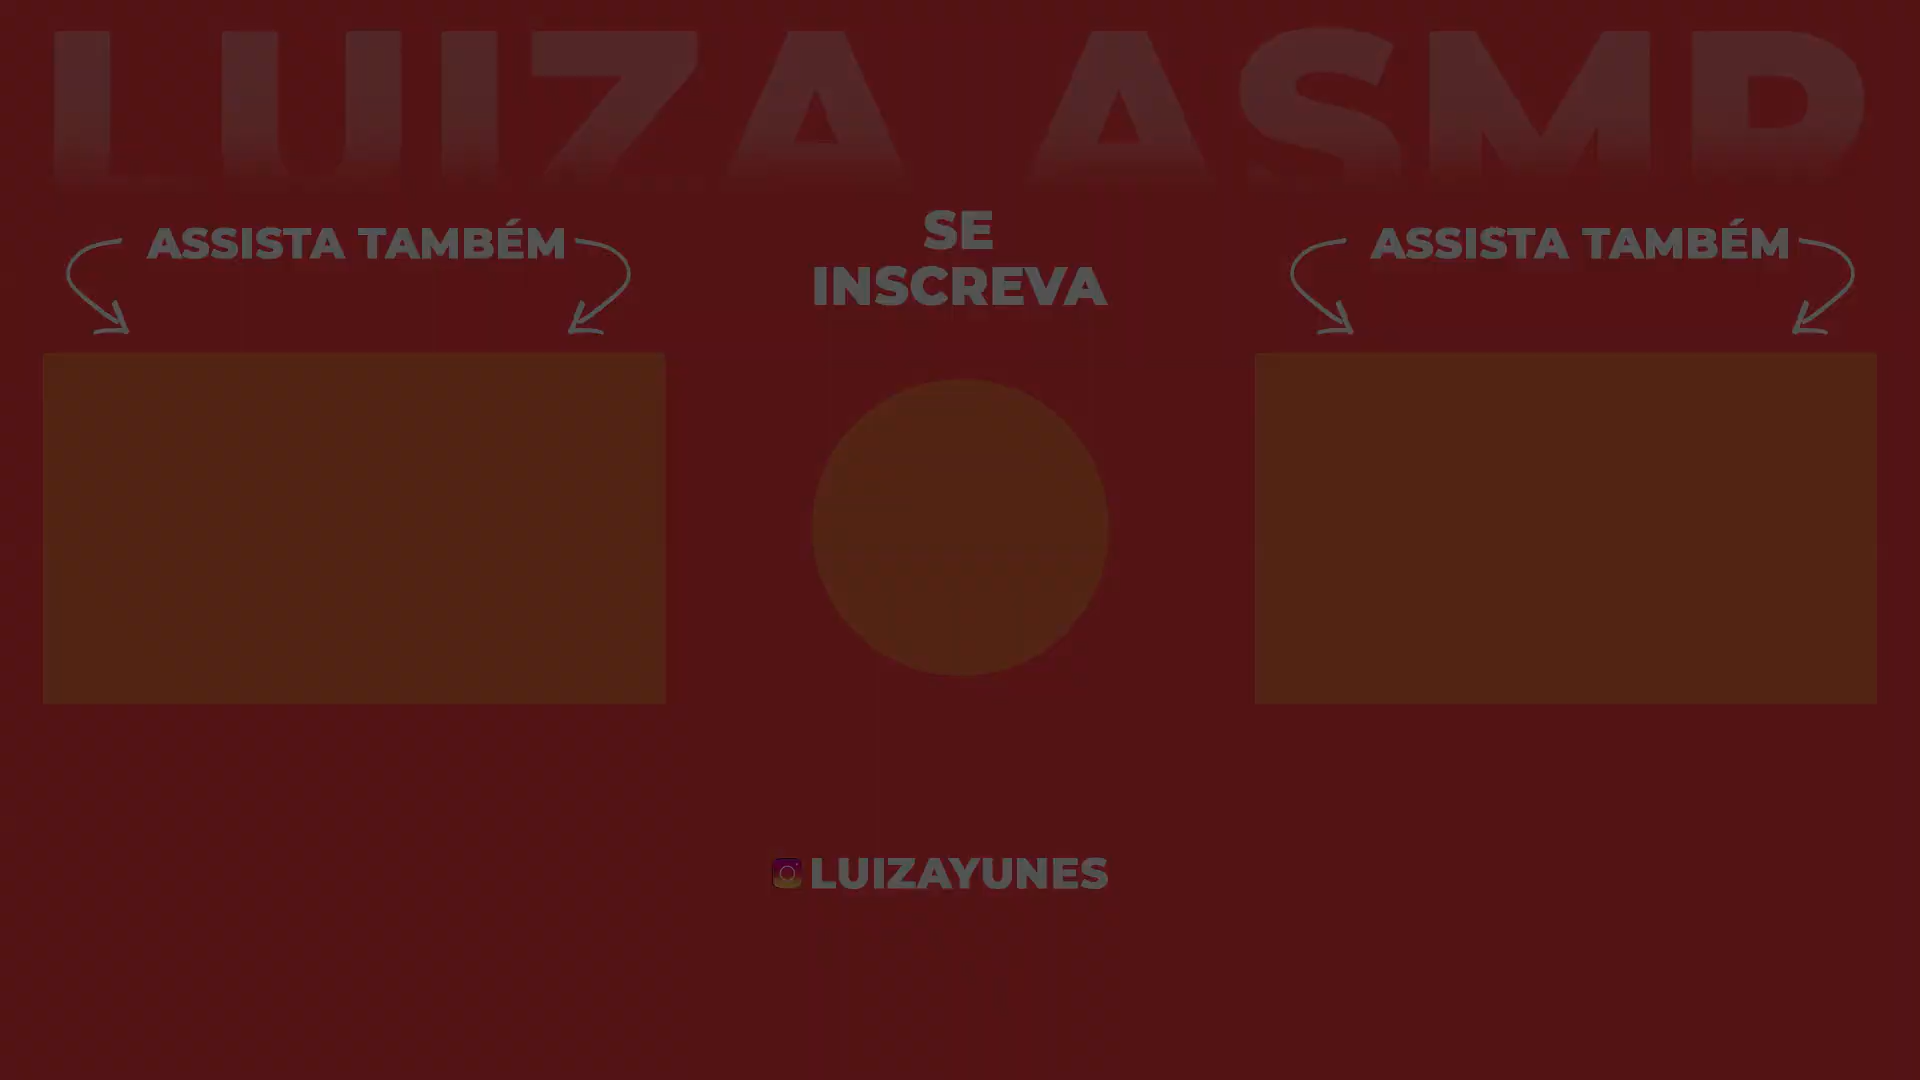 LUIZA ASMR
ASSISTA TAMBÉM
SE
INSCREVA
ASSISTA TAMBÉM
LUIZAYUNES